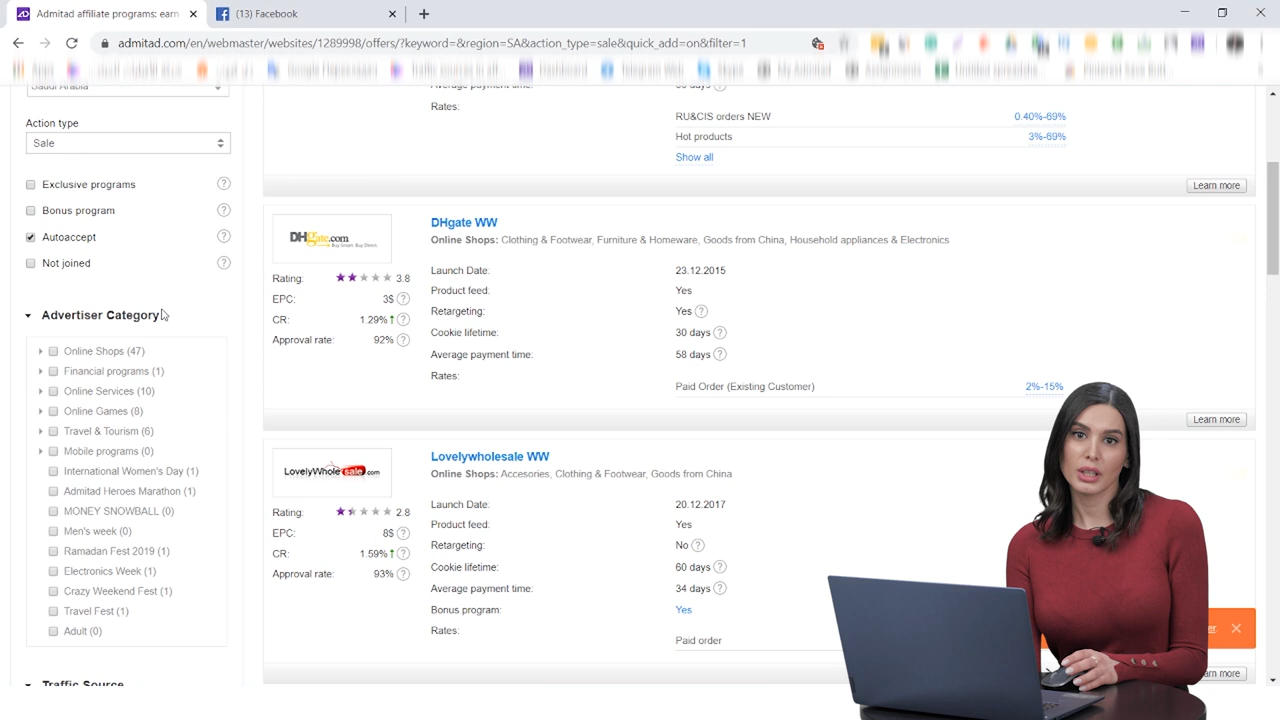 Admitad affiliate programs: earn
(13) Facebook
admitad.com/en/webmaster/websites/1289998/offers/?keyword=&region=SA&action_type=sale&quick_add=on&filter=1
Saudi Arabia
Action type
Sale
Exclusive programs ?
Bonus program ?
Autoaccept ?
Not joined ?
Advertiser Category
Online Shops (47)
Financial programs (1)
Online Services (10)
Online Games (8)
Travel & Tourism (6)
Mobile programs (0)
International Women's Day (1)
Admitad Heroes Marathon (1)
MONEY SNOWBALL (0)
Men's week (0)
Ramadan Fest 2019 (1)
Electronics Week (1)
Crazy Weekend Fest (1)
Travel Fest (1)
Adult (0)
Traffic Source
Average payment time:
Rates:
RU&CIS orders NEW 0.40%-69%
Hot products 3%-69%
Show all
Learn more
DHgate.com
Buy Smart. Buy Direct.
Rating: 3.8
EPC: 3$ ?
CR: 1.29% ?
Approval rate: 92% ?
DHgate WW
Online Shops: Clothing & Footwear, Furniture & Homeware, Goods from China, Household appliances & Electronics
Launch Date: 23.12.2015
Product feed: Yes
Retargeting: Yes ?
Cookie lifetime: 30 days ?
Average payment time: 58 days ?
Rates:
Paid Order (Existing Customer) 2%-15%
Learn more
LovelyWholesale.com
Rating: 2.8
EPC: 8$ ?
CR: 1.59% ?
Approval rate: 93% ?
Lovelywholesale WW
Online Shops: Accesories, Clothing & Footwear, Goods from China
Launch Date: 20.12.2017
Product feed: Yes
Retargeting: No ?
Cookie lifetime: 60 days ?
Average payment time: 34 days ?
Bonus program: Yes
Rates:
Paid order